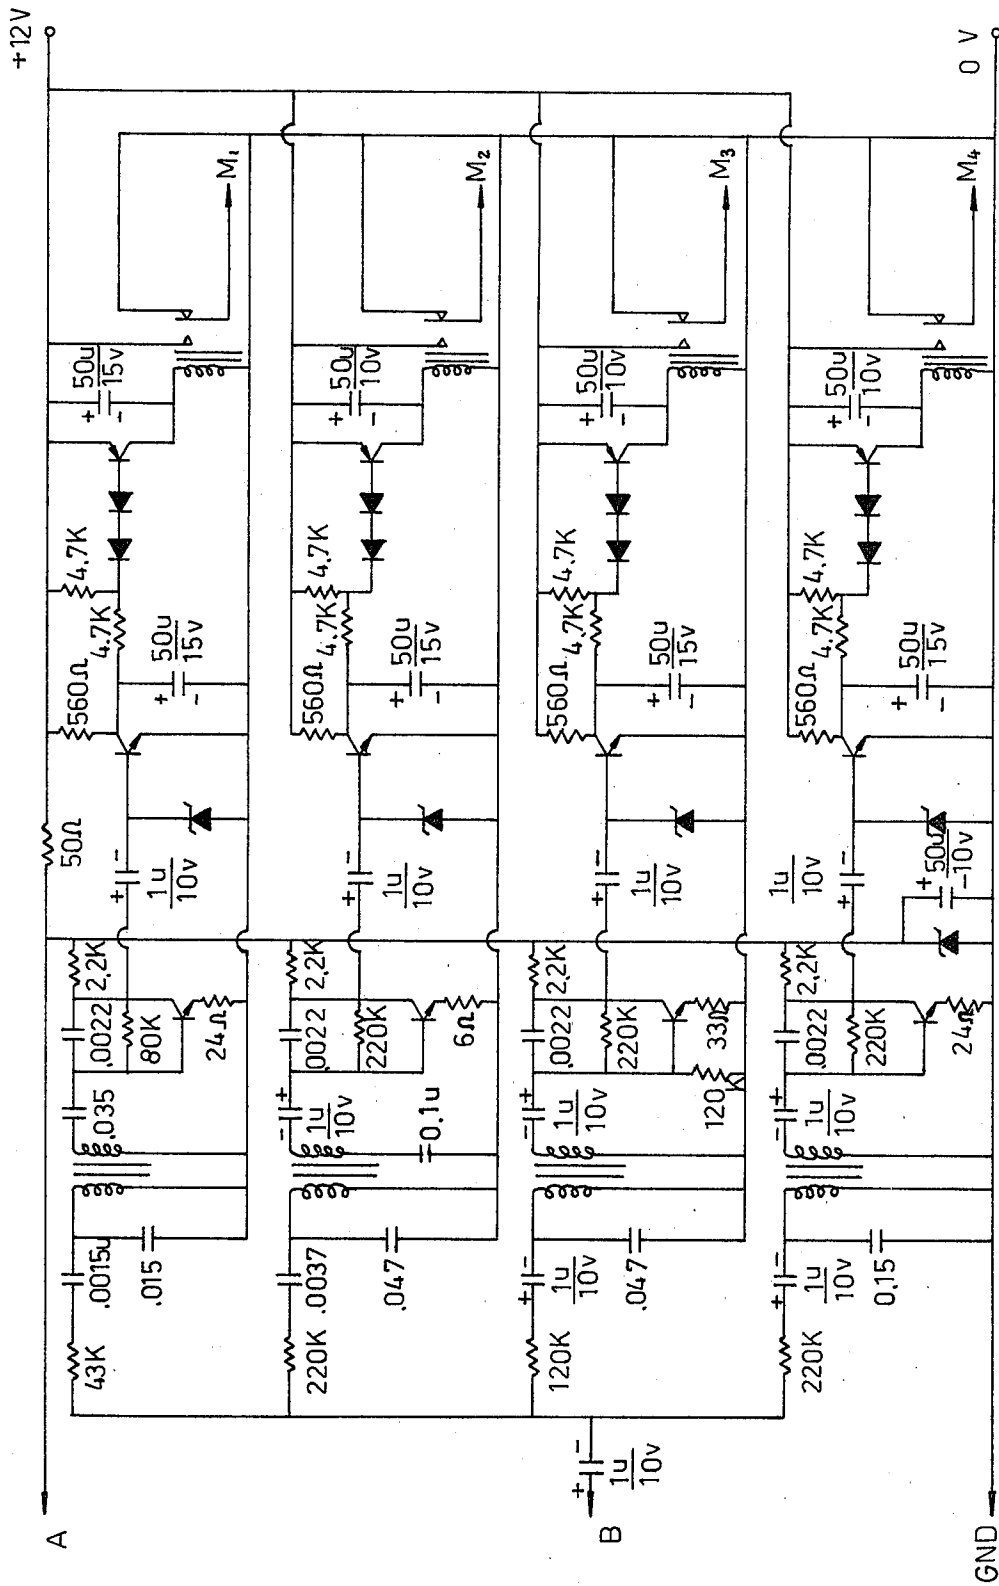 A
+12V
43K
.0015u
.035
.0022
2.2K
50Ω
560Ω
4.7K
+ 50u -
15v
.015
80K
24Ω
+ -
1u
10v
4.7K
+ 50u -
15v
M₁
220K
.0037
- +
1u
10v
.0022
2.2K
560Ω
4.7K
+ 50u -
10v
.047
0.1u
220K
6Ω
+ -
1u
10v
4.7K
+ 50u -
15v
M₂
B
+ -
1u
10v
120K
+ -
1u
10v
- +
1u
10v
.0022
2.2K
560Ω
4.7K
+ 50u -
10v
.047
120
220K
33Ω
+ -
1u
10v
4.7K
+ 50u -
15v
M₃
220K
+ -
1u
10v
- +
1u
10v
.0022
2.2K
+ -
1u
10v
560Ω
4.7K
+ 50u -
10v
0.15
220K
24Ω
+ 50u
-10v
4.7K
+ 50u -
15v
M₄
GND
0 V